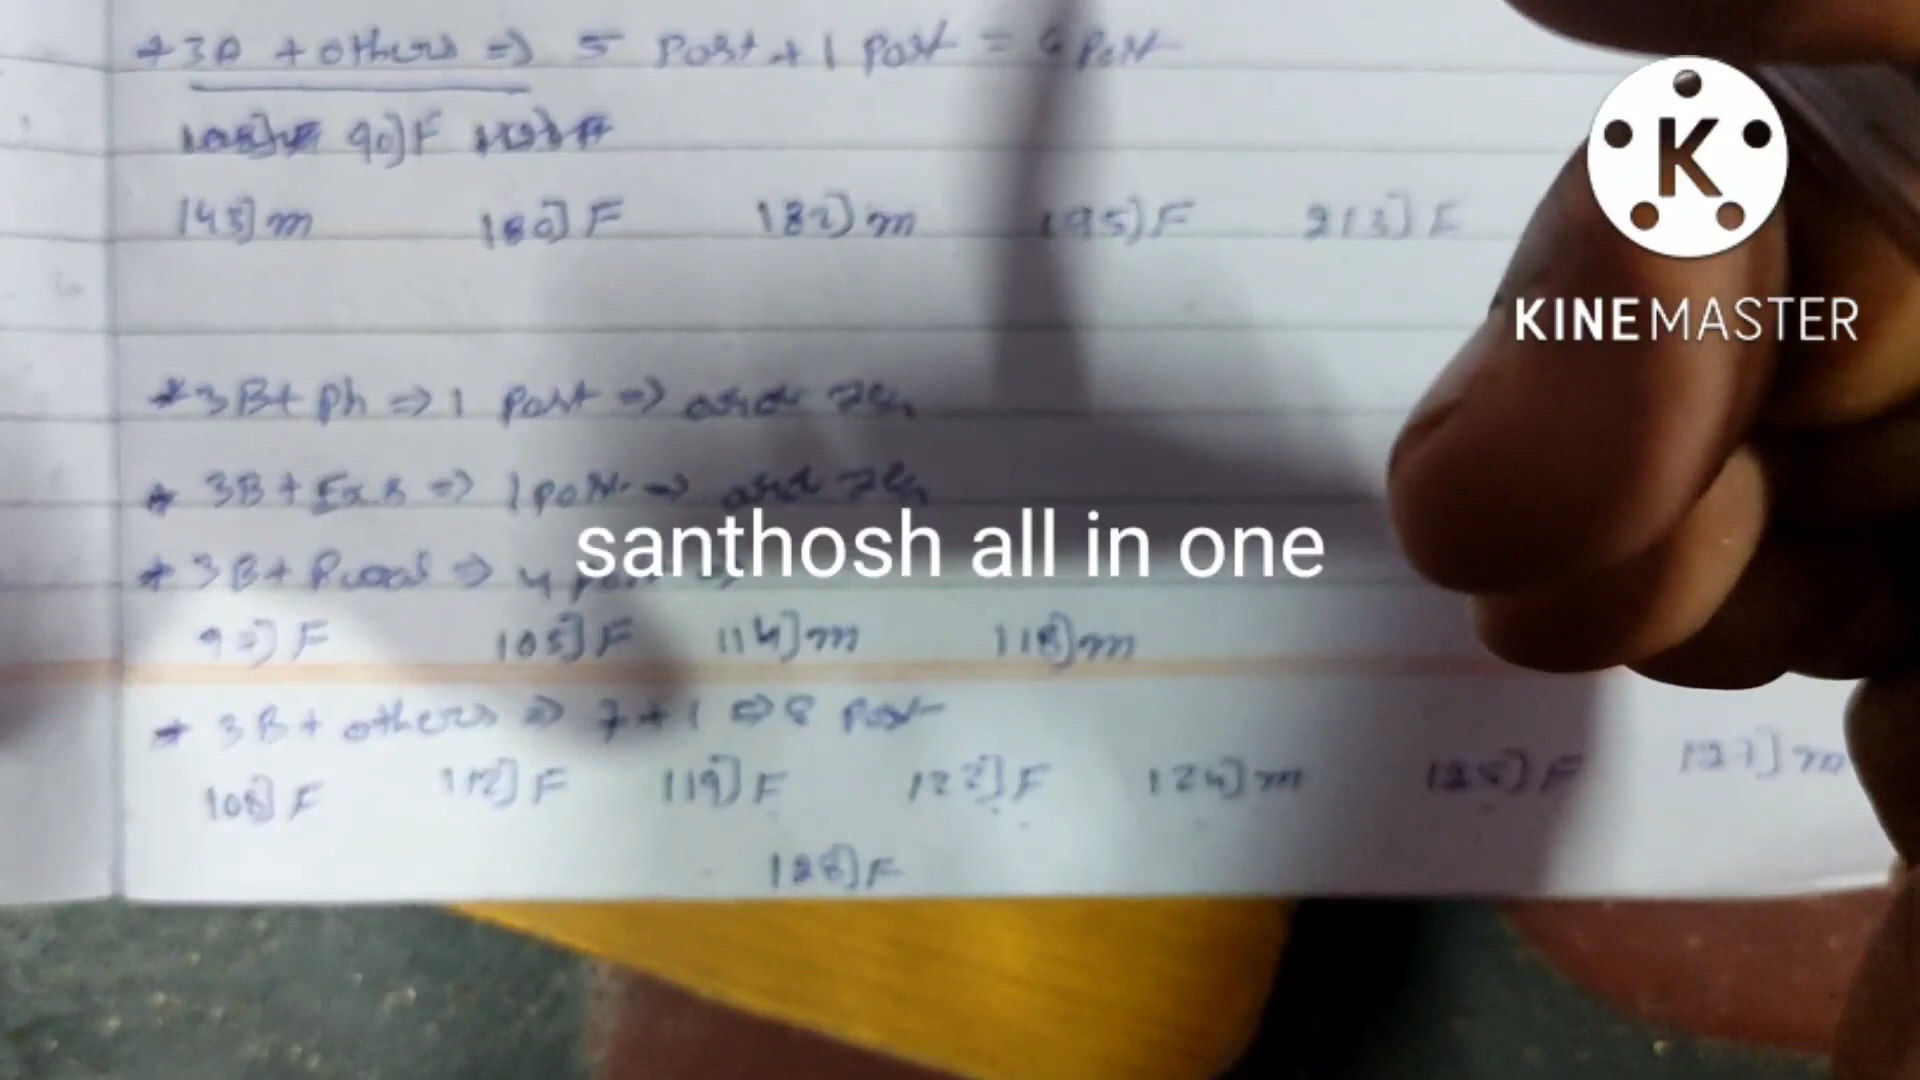 * 3A + others => 5 Post + 1 Post = 6 Post
90]F
143]m 180]F 182]m 195]F 213]F
KINEMASTER
* 3B + Ph => 1 Post =>
* 3B + Ex.s => 1 Post =>
santhosh all in one
* 3B + Rural => 4
90]F 105]F 114]m 118]m
* 3B + others => 7 + 1 => 8 Post
108]F 112]F 119]F 122]F 124]m 125]F 127]m
128]F